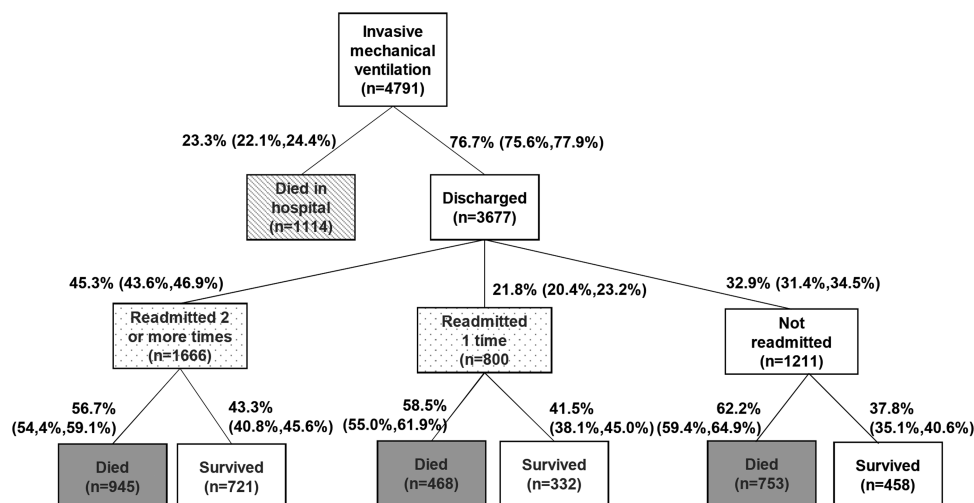 Invasive
mechanical
ventilation
(n=4791)
23.3% (22.1%,24.4%)
76.7% (75.6%,77.9%)
Died in
hospital
(n=1114)
Discharged
(n=3677)
45.3% (43.6%,46.9%)
21.8% (20.4%,23.2%)
32.9% (31.4%,34.5%)
Readmitted 2
or more times
(n=1666)
Readmitted
1 time
(n=800
Not
readmitted
(n=1211)
56.7%
(54,4%,59.1%)
43.3%
(40.8%,45.6%)
58.5%
(55.0%,61.9%)
41.5%
(38.1%,45.0%)
62.2%
(59.4%,64.9%)
37.8%
(35.1%,40.6%)
Died
(n=945)
Survived
(n=721)
Died
(n=468)
Survived
(n=332)
Died
(n=753)
Survived
(n=458)